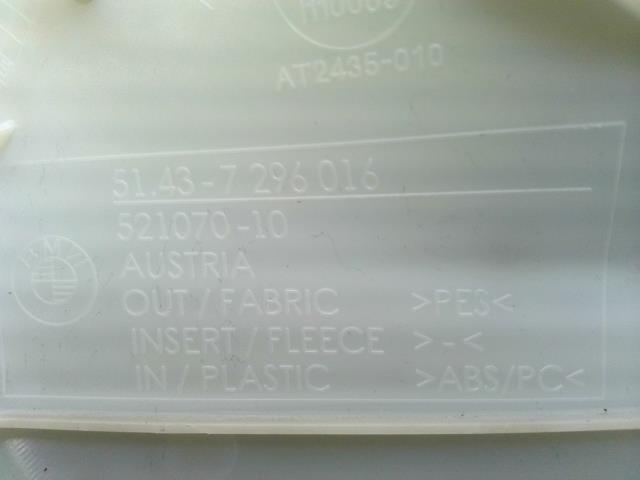 AT2435-010
51.43-7 296 016
521070-10
BMW
AUSTRIA
OUT / FABRIC >PES<
INSERT / FLEECE >-<
IN / PLASTIC >ABS/PC<